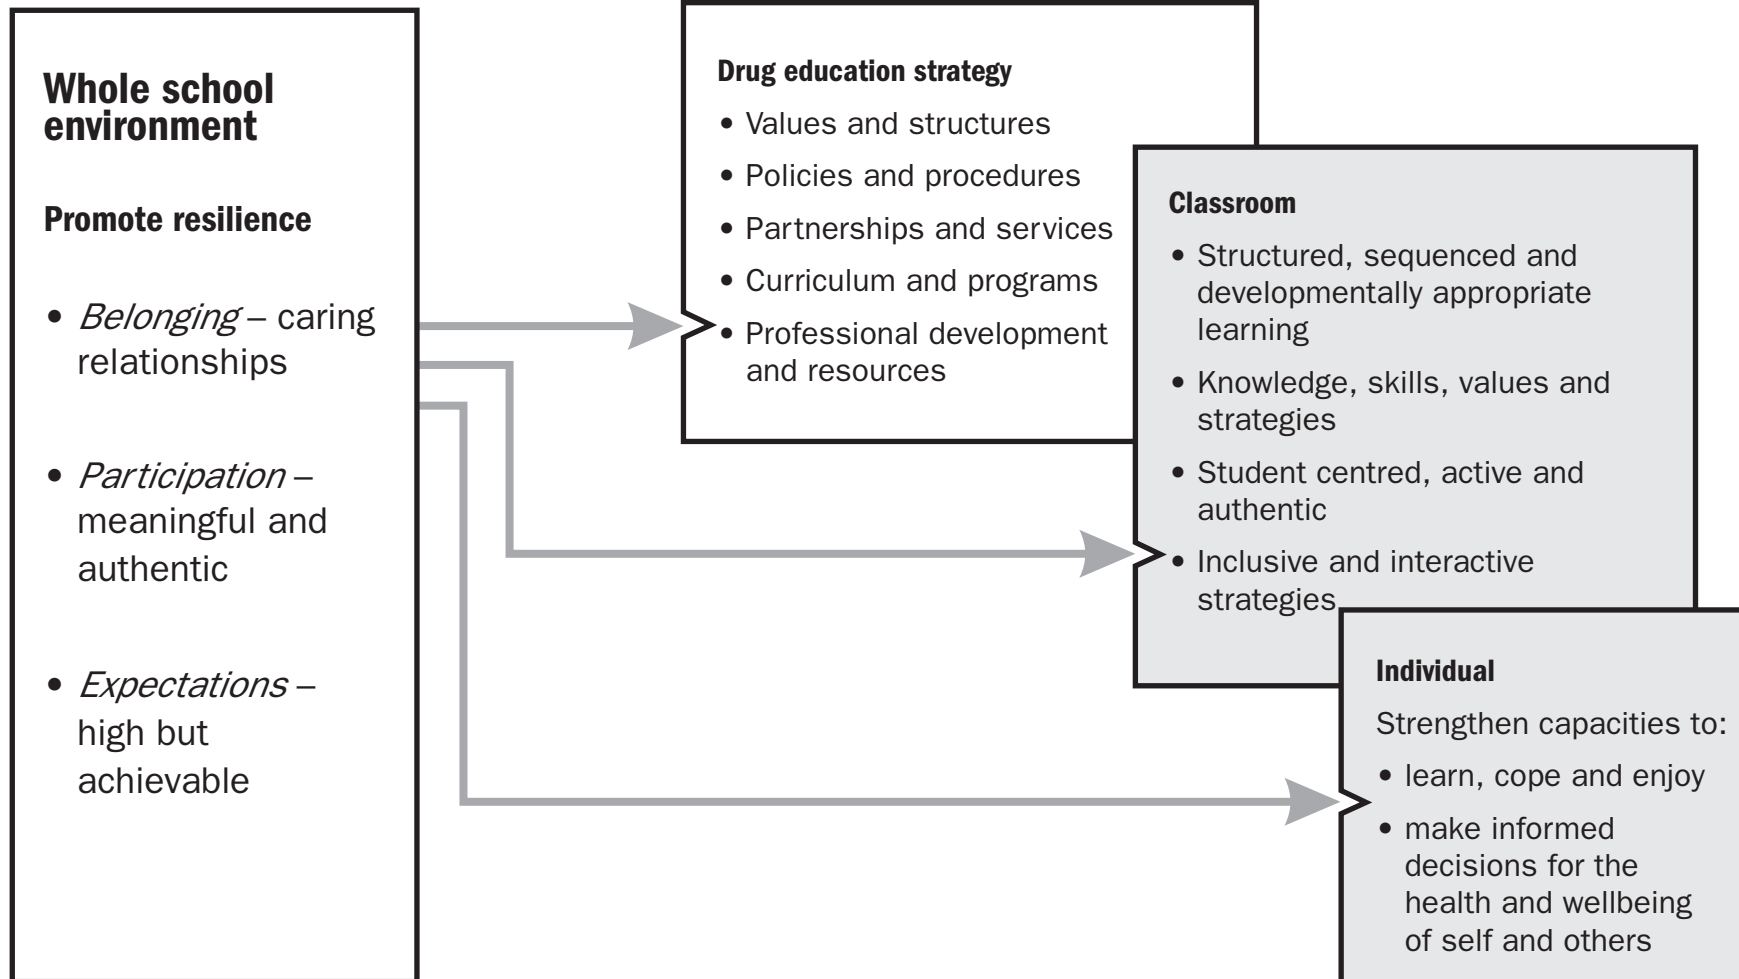 Whole school
environment
Promote resilience
• Belonging – caring
relationships
• Participation –
meaningful and
authentic
• Expectations –
high but
achievable
Drug education strategy
• Values and structures
• Policies and procedures
• Partnerships and services
• Curriculum and programs
• Professional development
and resources
Classroom
• Structured, sequenced and
developmentally appropriate
learning
• Knowledge, skills, values and
strategies
• Student centred, active and
authentic
• Inclusive and interactive
strategies
Individual
Strengthen capacities to:
• learn, cope and enjoy
• make informed
decisions for the
health and wellbeing
of self and others